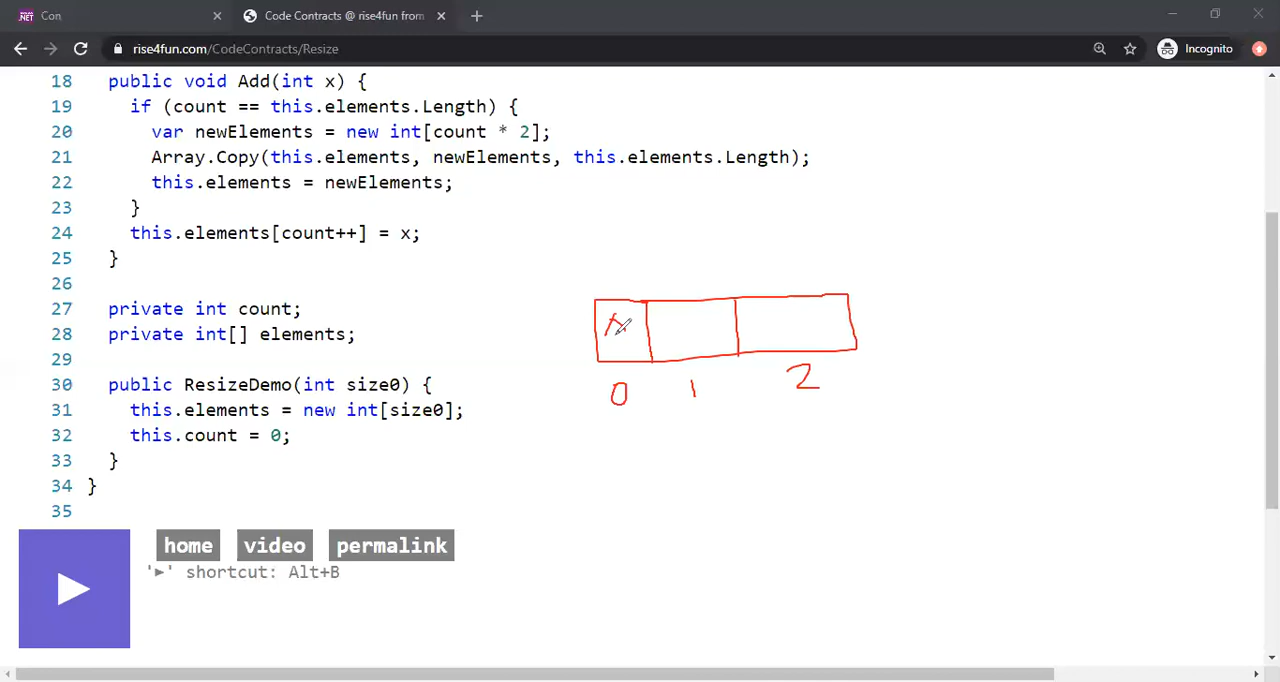 Con
Code Contracts @ rise4fun from
rise4fun.com/CodeContracts/Resize
Incognito
18 public void Add(int x) {
19 if (count == this.elements.Length) {
20 var newElements = new int[count * 2];
21 Array.Copy(this.elements, newElements, this.elements.Length);
22 this.elements = newElements;
23 }
24 this.elements[count++] = x;
25 }
26
27 private int count;
28 private int[] elements;
29
30 public ResizeDemo(int size0) {
31 this.elements = new int[size0];
32 this.count = 0;
33 }
34 }
35
0 1 2
home video permalink
'►' shortcut: Alt+B